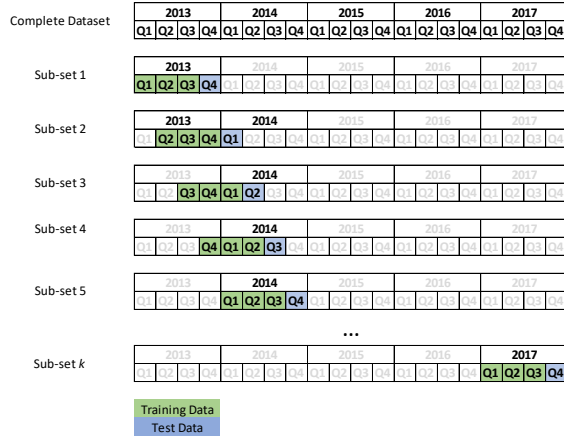 2013 2014 2015 2016 2017
Complete Dataset Q1 Q2 Q3 Q4 Q1 Q2 Q3 Q4 Q1 Q2 Q3 Q4 Q1 Q2 Q3 Q4 Q1 Q2 Q3 Q4
2013 2014 2015 2016 2017
Sub-set 1 Q1 Q2 Q3 Q4 Q1 Q2 Q3 Q4 Q1 Q2 Q3 Q4 Q1 Q2 Q3 Q4 Q1 Q2 Q3 Q4
2013 2014 2015 2016 2017
Sub-set 2 Q1 Q2 Q3 Q4 Q1 Q2 Q3 Q4 Q1 Q2 Q3 Q4 Q1 Q2 Q3 Q4 Q1 Q2 Q3 Q4
2013 2014 2015 2016 2017
Sub-set 3 Q1 Q2 Q3 Q4 Q1 Q2 Q3 Q4 Q1 Q2 Q3 Q4 Q1 Q2 Q3 Q4 Q1 Q2 Q3 Q4
2013 2014 2015 2016 2017
Sub-set 4 Q1 Q2 Q3 Q4 Q1 Q2 Q3 Q4 Q1 Q2 Q3 Q4 Q1 Q2 Q3 Q4 Q1 Q2 Q3 Q4
2013 2014 2015 2016 2017
Sub-set 5 Q1 Q2 Q3 Q4 Q1 Q2 Q3 Q4 Q1 Q2 Q3 Q4 Q1 Q2 Q3 Q4 Q1 Q2 Q3 Q4
...
2013 2014 2015 2016 2017
Sub-set k Q1 Q2 Q3 Q4 Q1 Q2 Q3 Q4 Q1 Q2 Q3 Q4 Q1 Q2 Q3 Q4 Q1 Q2 Q3 Q4
Training Data
Test Data